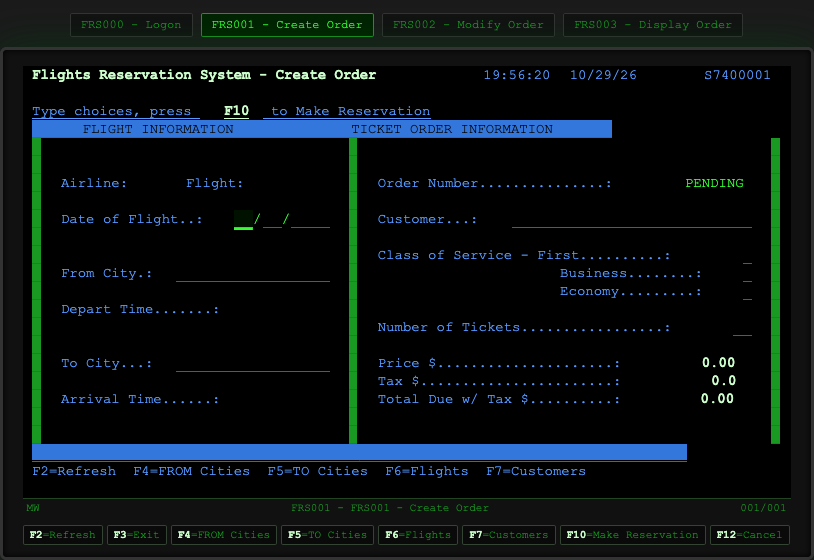 FRS000 - Logon FRS001 - Create Order FRS002 - Modify Order FRS003 - Display Order
Flights Reservation System - Create Order 19:56:20 10/29/26 S7400001
Type choices, press F10 to Make Reservation
FLIGHT INFORMATION TICKET ORDER INFORMATION
Airline: Flight: Order Number...............: PENDING
Date of Flight..: __/__/____ Customer...:
Class of Service - First..........: _
From City.: Business........: _
Economy.........: _
Depart Time.......:
Number of Tickets.................: __
To City...: Price $.....................: 0.00
Tax $.......................: 0.0
Arrival Time......: Total Due w/ Tax $..........: 0.00
F2=Refresh F4=FROM Cities F5=TO Cities F6=Flights F7=Customers
MW FRS001 - FRS001 - Create Order 001/001
F2=Refresh F3=Exit F4=FROM Cities F5=TO Cities F6=Flights F7=Customers F10=Make Reservation F12=Cancel